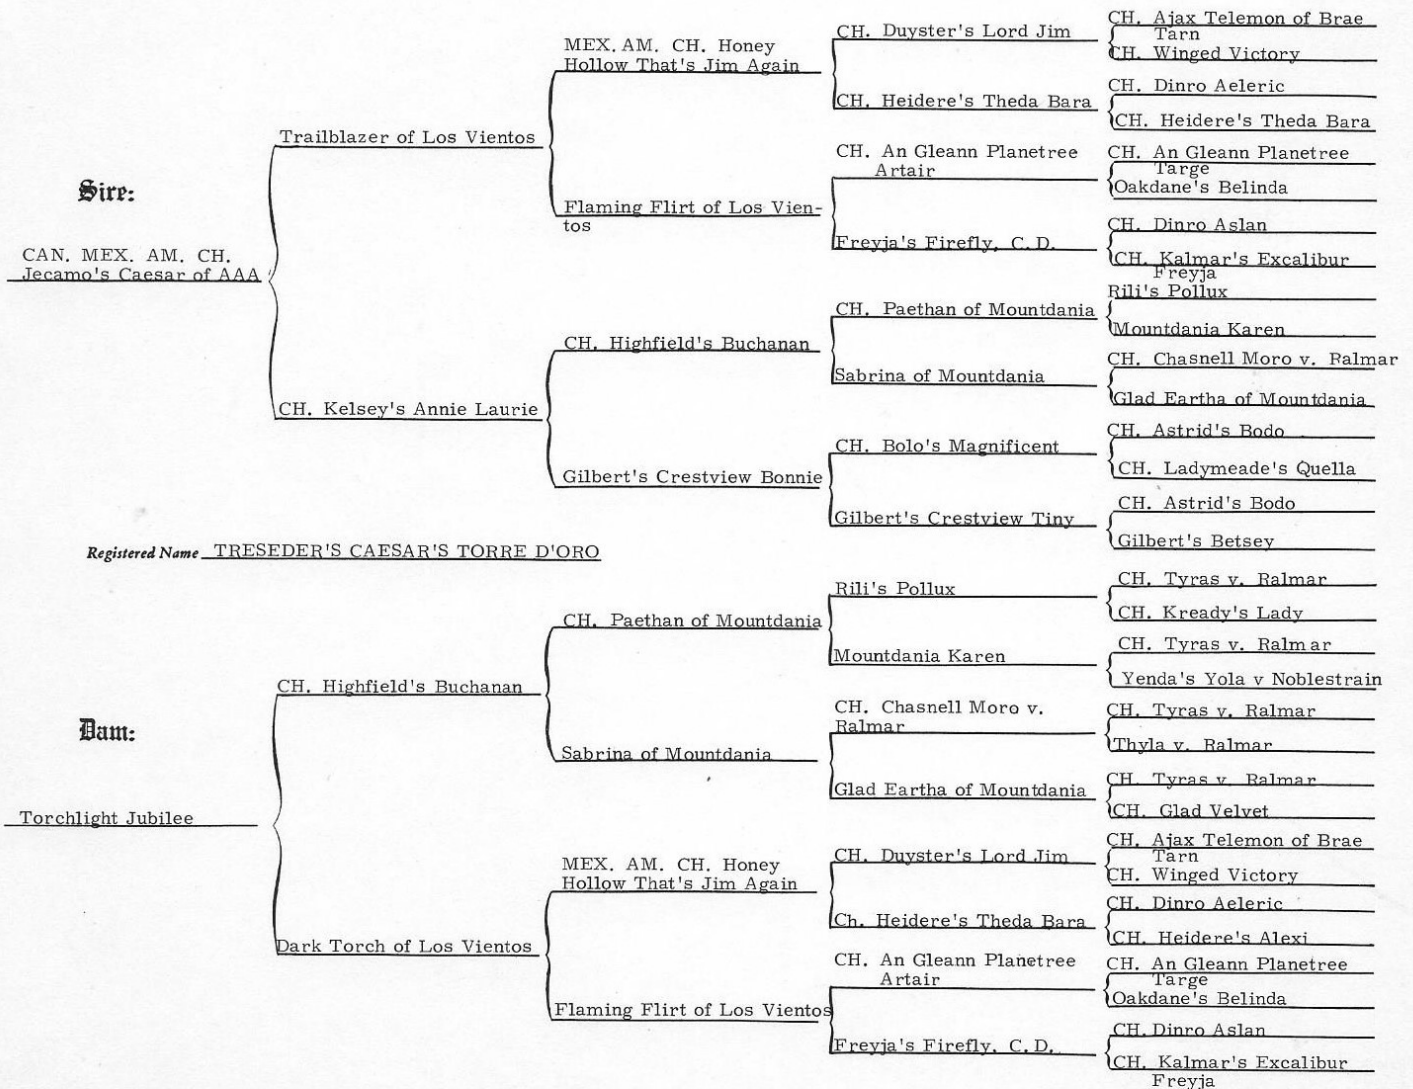 CH. Ajax Telemon of Brae
Tarn
CH. Duyster's Lord Jim
CH. Winged Victory
MEX. AM. CH. Honey
Hollow That's Jim Again
CH. Dinro Aeleric
CH. Heidere's Theda Bara
CH. Heidere's Theda Bara
Trailblazer of Los Vientos
CH. An Gleann Planetree
Artair
CH. An Gleann Planetree
Targe
Oakdane's Belinda
Sire:
Flaming Flirt of Los Vien-
tos
CH. Dinro Aslan
Freyja's Firefly, C.D.
CH. Kalmar's Excalibur
Freyja
CAN. MEX. AM. CH.
Jecamo's Caesar of AAA
Rili's Pollux
CH. Paethan of Mountdania
Mountdania Karen
CH. Highfield's Buchanan
CH. Chasnell Moro v. Ralmar
Sabrina of Mountdania
Glad Eartha of Mountdania
CH. Kelsey's Annie Laurie
CH. Astrid's Bodo
CH. Bolo's Magnificent
CH. Ladymeade's Quella
Gilbert's Crestview Bonnie
CH. Astrid's Bodo
Gilbert's Crestview Tiny
Gilbert's Betsey
Registered Name TRESEDER'S CAESAR'S TORRE D'ORO
CH. Tyras v. Ralmar
Rili's Pollux
CH. Kready's Lady
CH. Paethan of Mountdania
CH. Tyras v. Ralmar
Mountdania Karen
Yenda's Yola v Noblestrain
CH. Highfield's Buchanan
CH. Chasnell Moro v.
Ralmar
CH. Tyras v. Ralmar
Thyla v. Ralmar
Dam:
Sabrina of Mountdania
CH. Tyras v. Ralmar
Glad Eartha of Mountdania
CH. Glad Velvet
Torchlight Jubilee
CH. Ajax Telemon of Brae
Tarn
CH. Duyster's Lord Jim
CH. Winged Victory
MEX. AM. CH. Honey
Hollow That's Jim Again
CH. Dinro Aeleric
Ch. Heidere's Theda Bara
CH. Heidere's Alexi
Dark Torch of Los Vientos
CH. An Gleann Planetree
Artair
CH. An Gleann Planetree
Targe
Oakdane's Belinda
Flaming Flirt of Los Vientos
CH. Dinro Aslan
Freyja's Firefly, C.D.
CH. Kalmar's Excalibur
Freyja